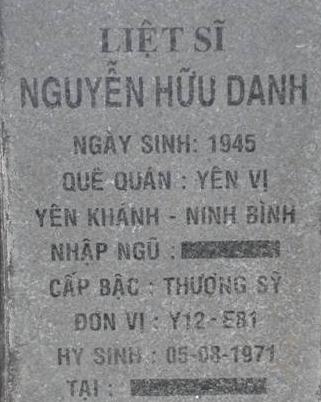 LIỆT SĨ
NGUYỄN HỮU DANH
NGÀY SINH: 1945
QUÊ QUÁN : YÊN VỊ
YÊN KHÁNH - NINH BÌNH
NHẬP NGŨ :
CẤP BẬC : THƯỢNG SỸ
ĐƠN VỊ : Y12-E81
HY SINH : 05-08-1971
TẠI :